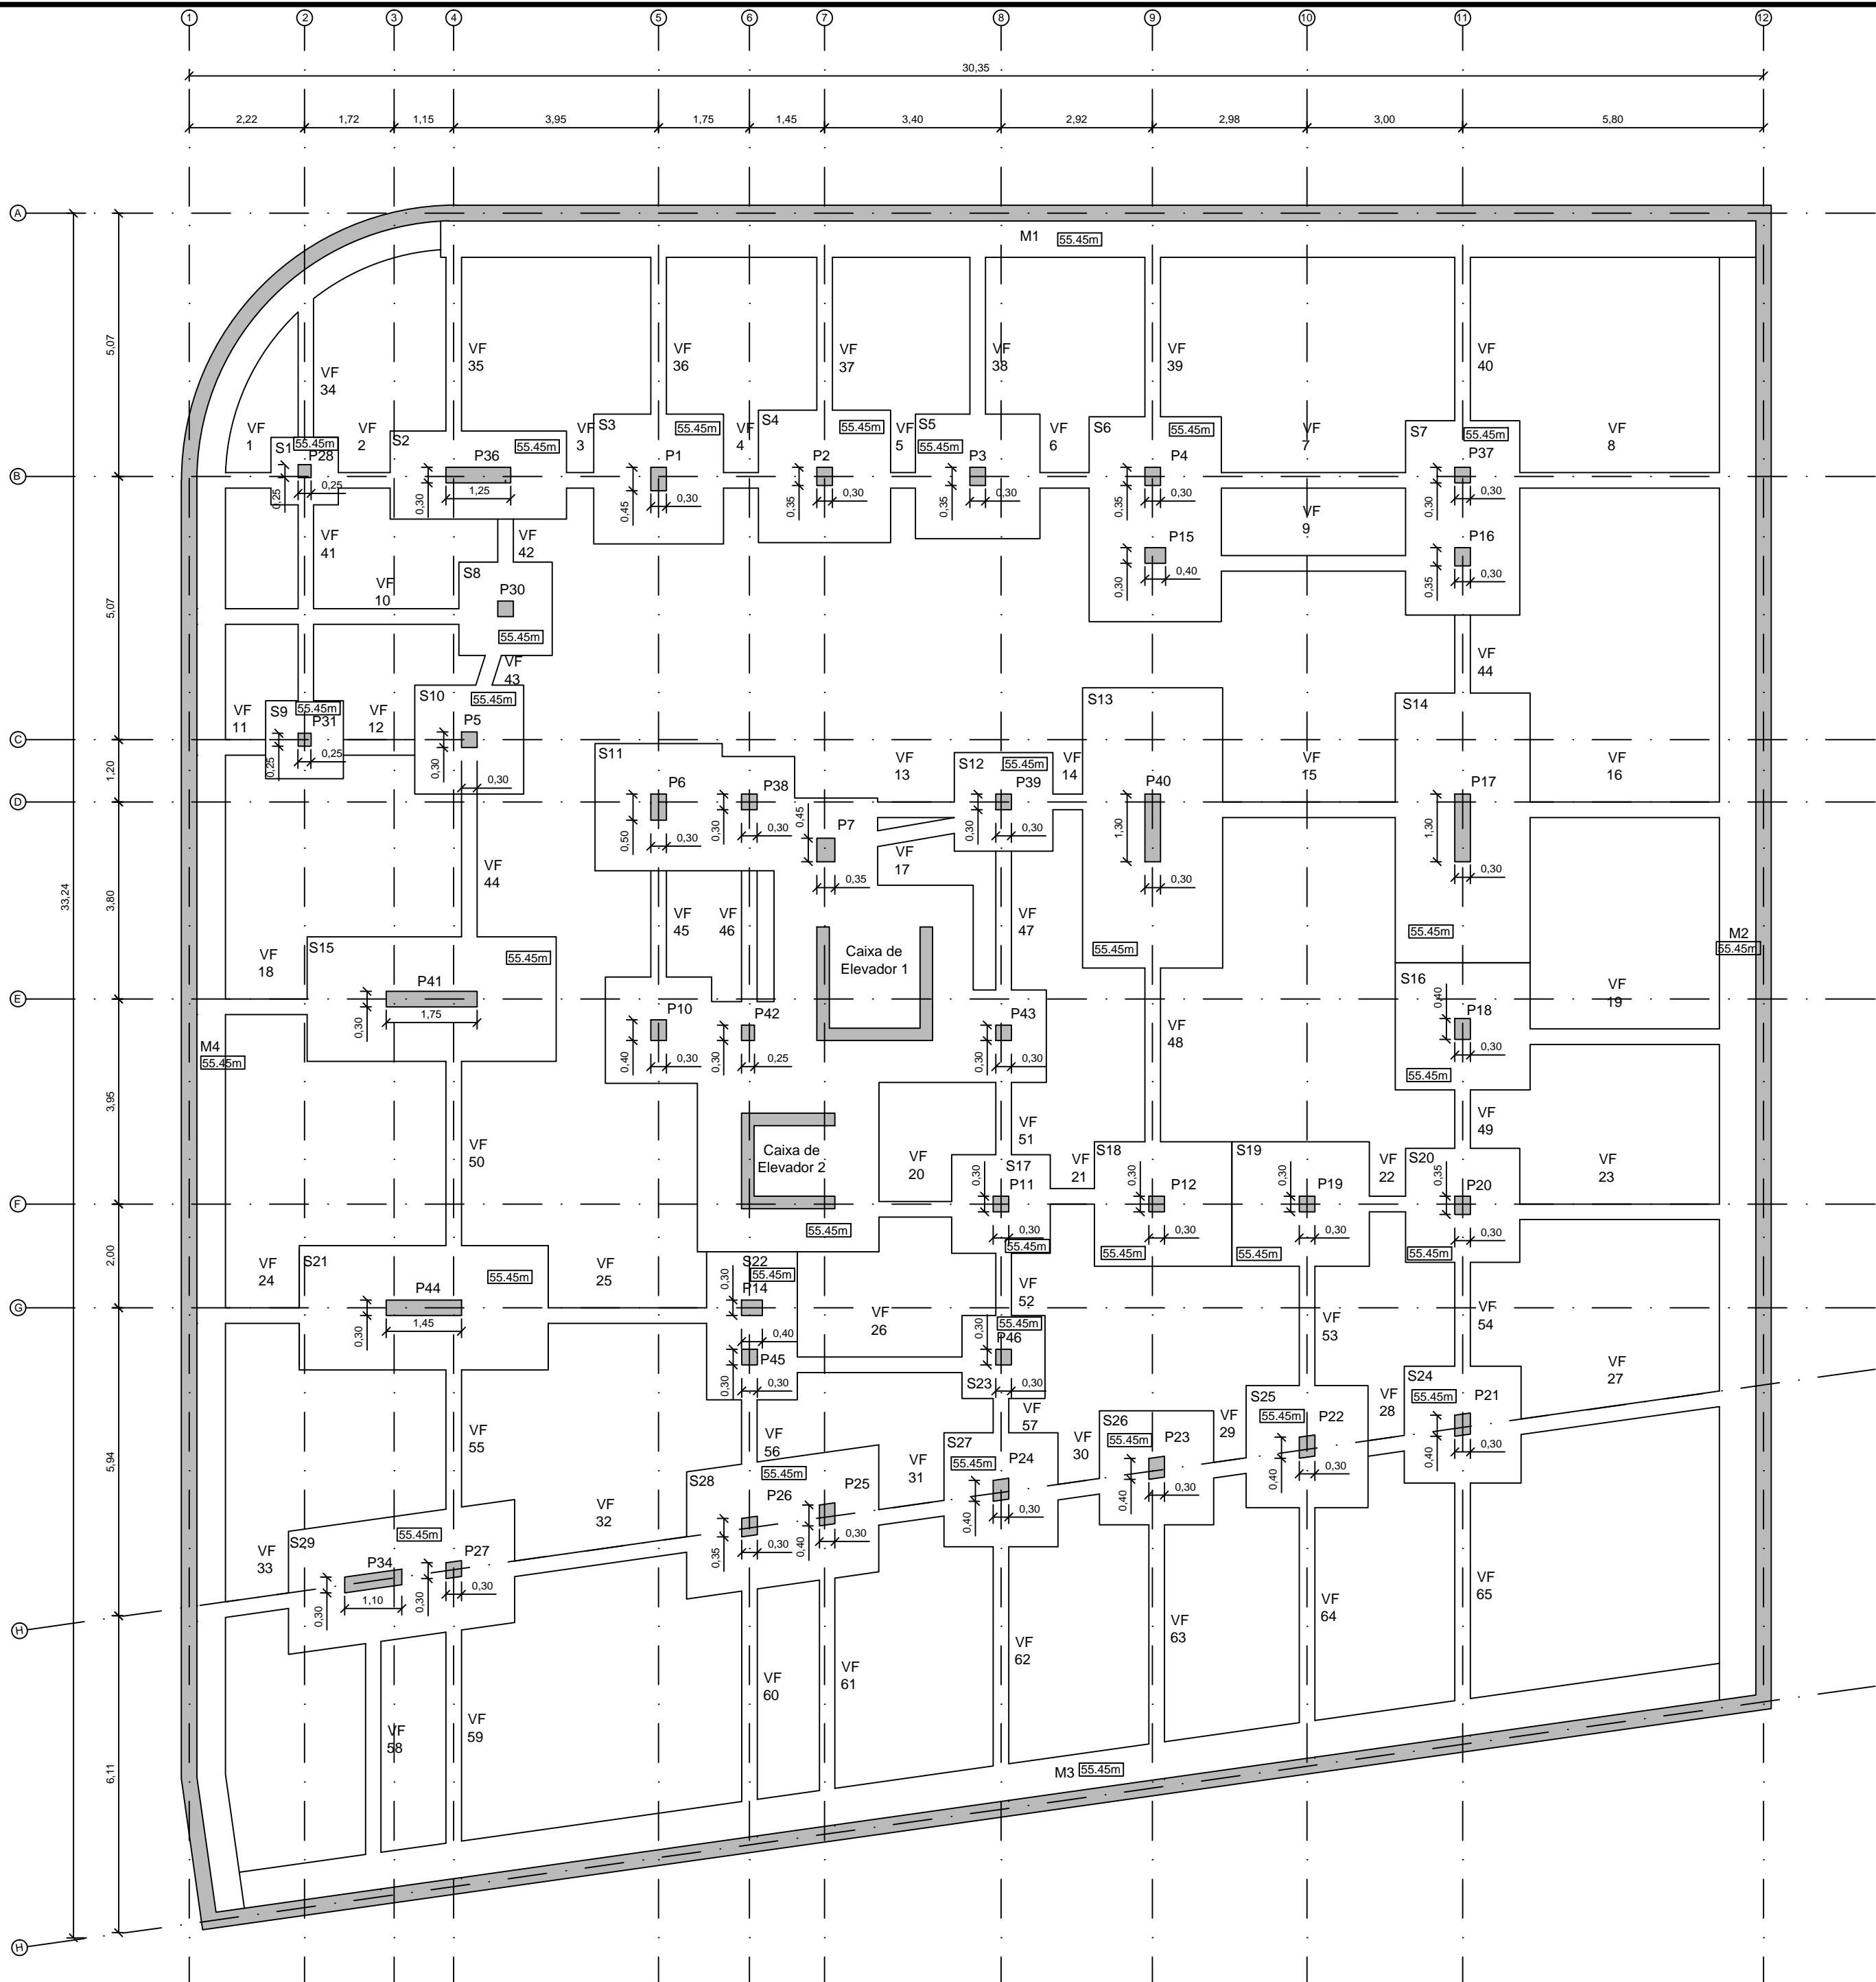 1 2 3 4 5 6 7 8 9 10 11 12
30,35
2,22 1,72 1,15 3,95 1,75 1,45 3,40 2,92 2,98 3,00 5,80
A
M1 55.45m
5,07
VF
34
VF
35
VF
36
VF
37
VF
38
VF
39
VF
40
VF
1
S1
55.45m
P28
0,25
0,25
VF
2
S2
55.45m
P36
0,30
1,25
VF
3
S3
55.45m
P1
0,45
0,30
VF
4
S4
55.45m
P2
0,35
0,30
VF
5
S5
55.45m
P3
0,35
0,30
VF
6
S6
55.45m
P4
0,35
0,30
VF
7
S7
55.45m
P37
0,30
0,30
VF
8
B
VF
41
VF
42
VF
9
P15
0,30
0,40
P16
0,35
0,30
5,07
VF
10
S8
P30
55.45m
VF
43
VF
44
VF
11
S9
55.45m
P31
0,25
0,25
VF
12
S10
55.45m
P5
0,30
0,30
S13
S14
C
1,20
S11
P6
0,50
0,30
P38
0,30
0,30
P7
0,45
0,35
VF
13
S12
55.45m
P39
0,30
0,30
VF
14
P40
1,30
0,30
VF
15
P17
1,30
0,30
VF
16
D
VF
17
33,24
3,80
VF
44
VF
45
VF
46
VF
47
55.45m
55.45m
M2
55.45m
VF
18
S15
55.45m
P41
0,30
1,75
Caixa de
Elevador 1
S16
P18
0,40
0,30
55.45m
VF
19
E
M4
55.45m
P10
0,40
0,30
P42
0,30
0,25
P43
0,30
0,30
VF
48
3,95
VF
50
Caixa de
Elevador 2
55.45m
VF
51
VF
49
VF
20
S17
P11
0,30
0,30
55.45m
VF
21
S18
P12
0,30
0,30
55.45m
S19
P19
0,30
0,30
55.45m
VF
22
S20
P20
0,35
0,30
55.45m
VF
23
F
2,00
VF
24
S21
55.45m
P44
0,30
1,45
VF
25
S22
55.45m
P14
0,30
0,40
P45
0,30
0,30
VF
52
VF
53
VF
54
G
VF
26
55.45m
P46
0,30
0,30
S23
VF
27
5,94
VF
55
VF
56
VF
57
S24
55.45m
P21
0,40
0,30
VF
28
S25
55.45m
P22
0,40
0,30
VF
29
S26
55.45m
P23
0,40
0,30
VF
30
S27
55.45m
P24
0,40
0,30
VF
31
S28
55.45m
P26
0,35
0,30
P25
0,40
0,30
VF
32
VF
33
S29
55.45m
P34
0,30
1,10
P27
0,30
0,30
H
6,11
VF
58
VF
59
VF
60
VF
61
VF
62
VF
63
VF
64
VF
65
M3 55.45m
H